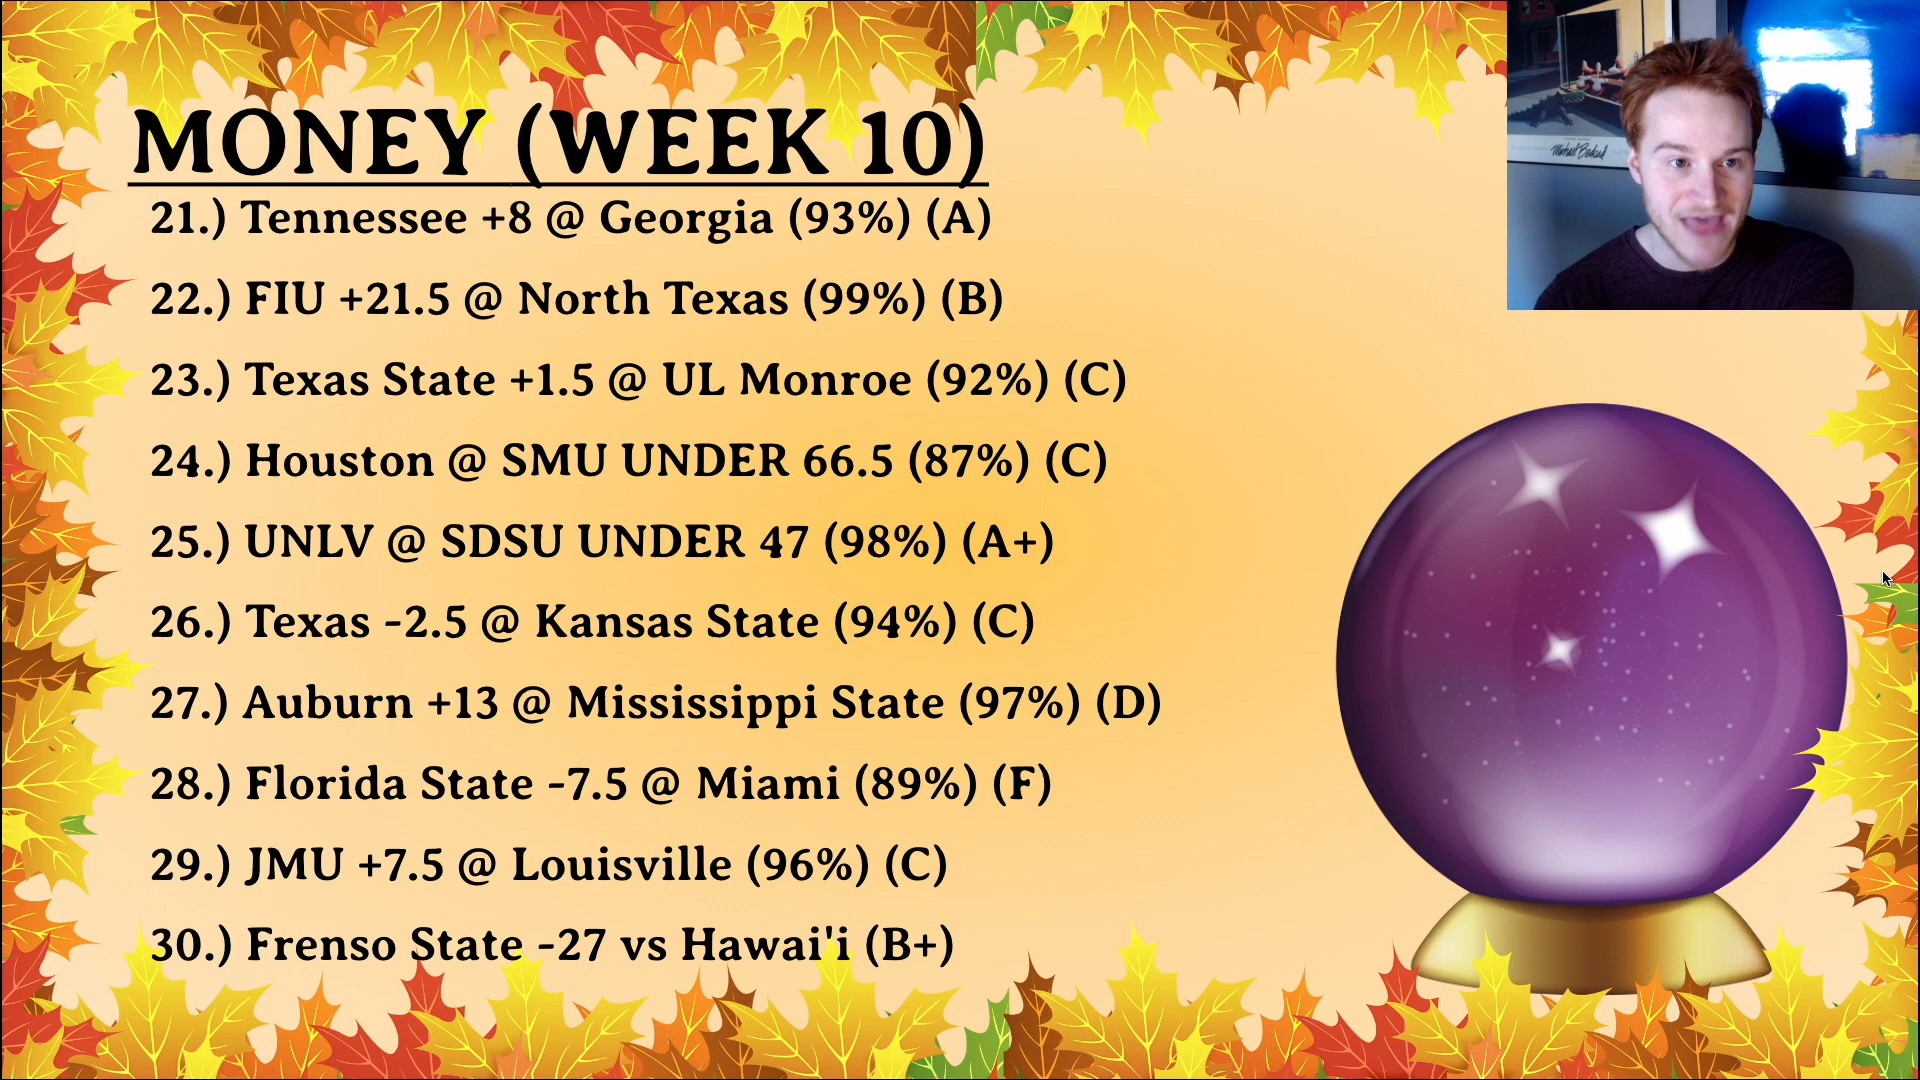 MONEY (WEEK 10)
21.) Tennessee +8 @ Georgia (93%) (A)
22.) FIU +21.5 @ North Texas (99%) (B)
23.) Texas State +1.5 @ UL Monroe (92%) (C)
24.) Houston @ SMU UNDER 66.5 (87%) (C)
25.) UNLV @ SDSU UNDER 47 (98%) (A+)
26.) Texas -2.5 @ Kansas State (94%) (C)
27.) Auburn +13 @ Mississippi State (97%) (D)
28.) Florida State -7.5 @ Miami (89%) (F)
29.) JMU +7.5 @ Louisville (96%) (C)
30.) Frenso State -27 vs Hawai'i (B+)